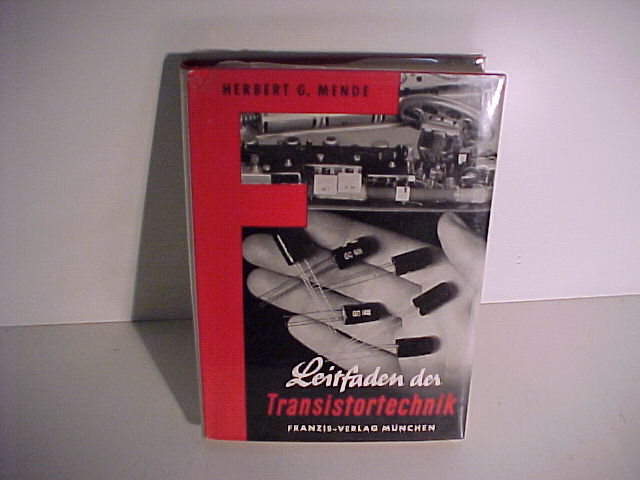 HERBERT G. MENDE
Leitfaden der
Transistortechnik
FRANZIS-VERLAG MÜNCHEN